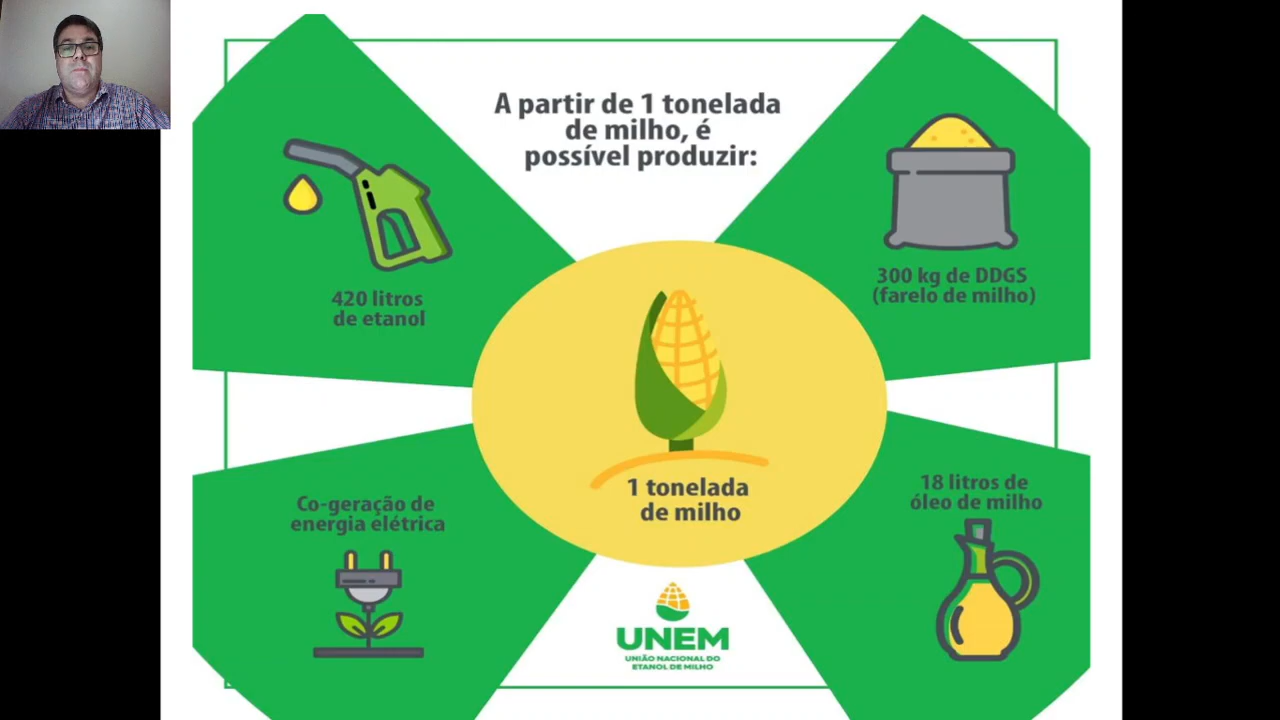 A partir de 1 tonelada
de milho, é
possível produzir:
420 litros
de etanol
300 kg de DDGS
(farelo de milho)
1 tonelada
de milho
Co-geração de
energia elétrica
18 litros de
óleo de milho
UNEM
UNIÃO NACIONAL DO
ETANOL DE MILHO